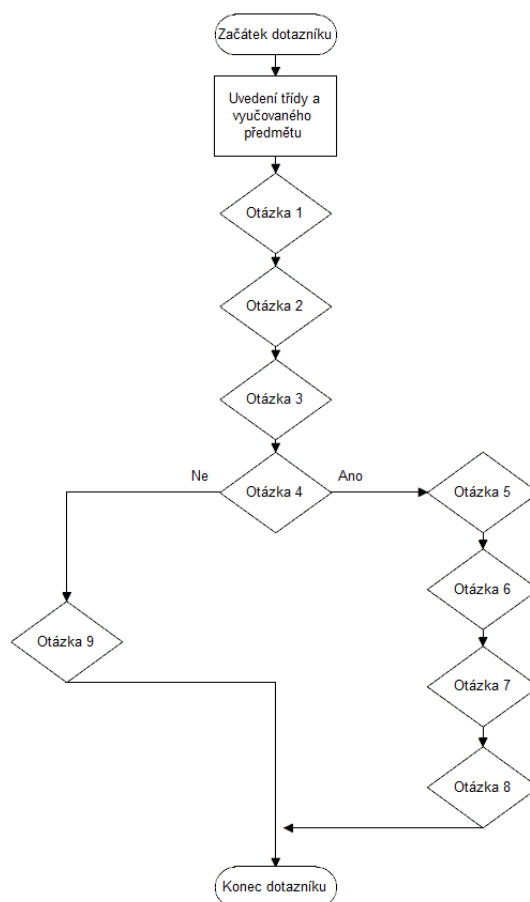 Začátek dotazníku
Uvedení třídy a
vyučovaného
předmětu
Otázka 1
Otázka 2
Otázka 3
Ne
Otázka 4
Ano
Otázka 5
Otázka 6
Otázka 9
Otázka 7
Otázka 8
Konec dotazníku